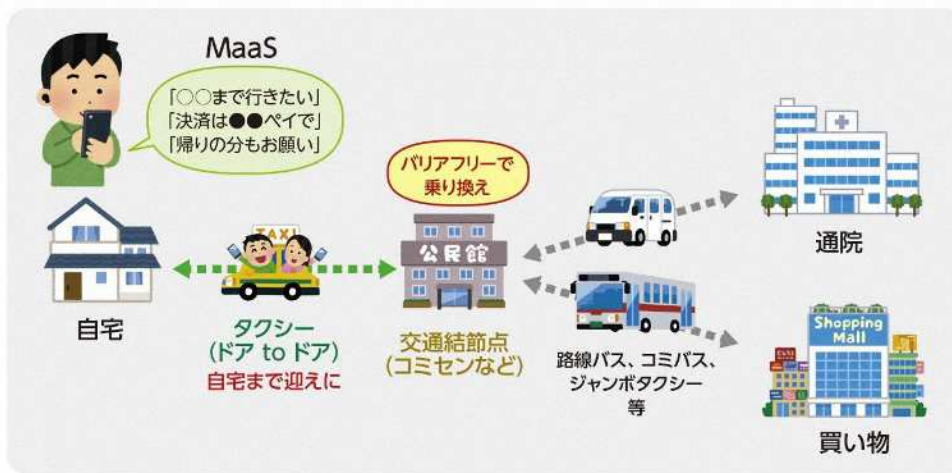 MaaS
「○○まで行きたい」
「決済は●●ペイで」
「帰りの分もお願い」
バリアフリーで
乗り換え
TAXI
公民館
自宅
タクシー
(ドア to ドア)
自宅まで迎えに
交通結節点
(コミセンなど)
路線バス、コミバス、
ジャンボタクシー
等
通院
Shopping
Mall
買い物